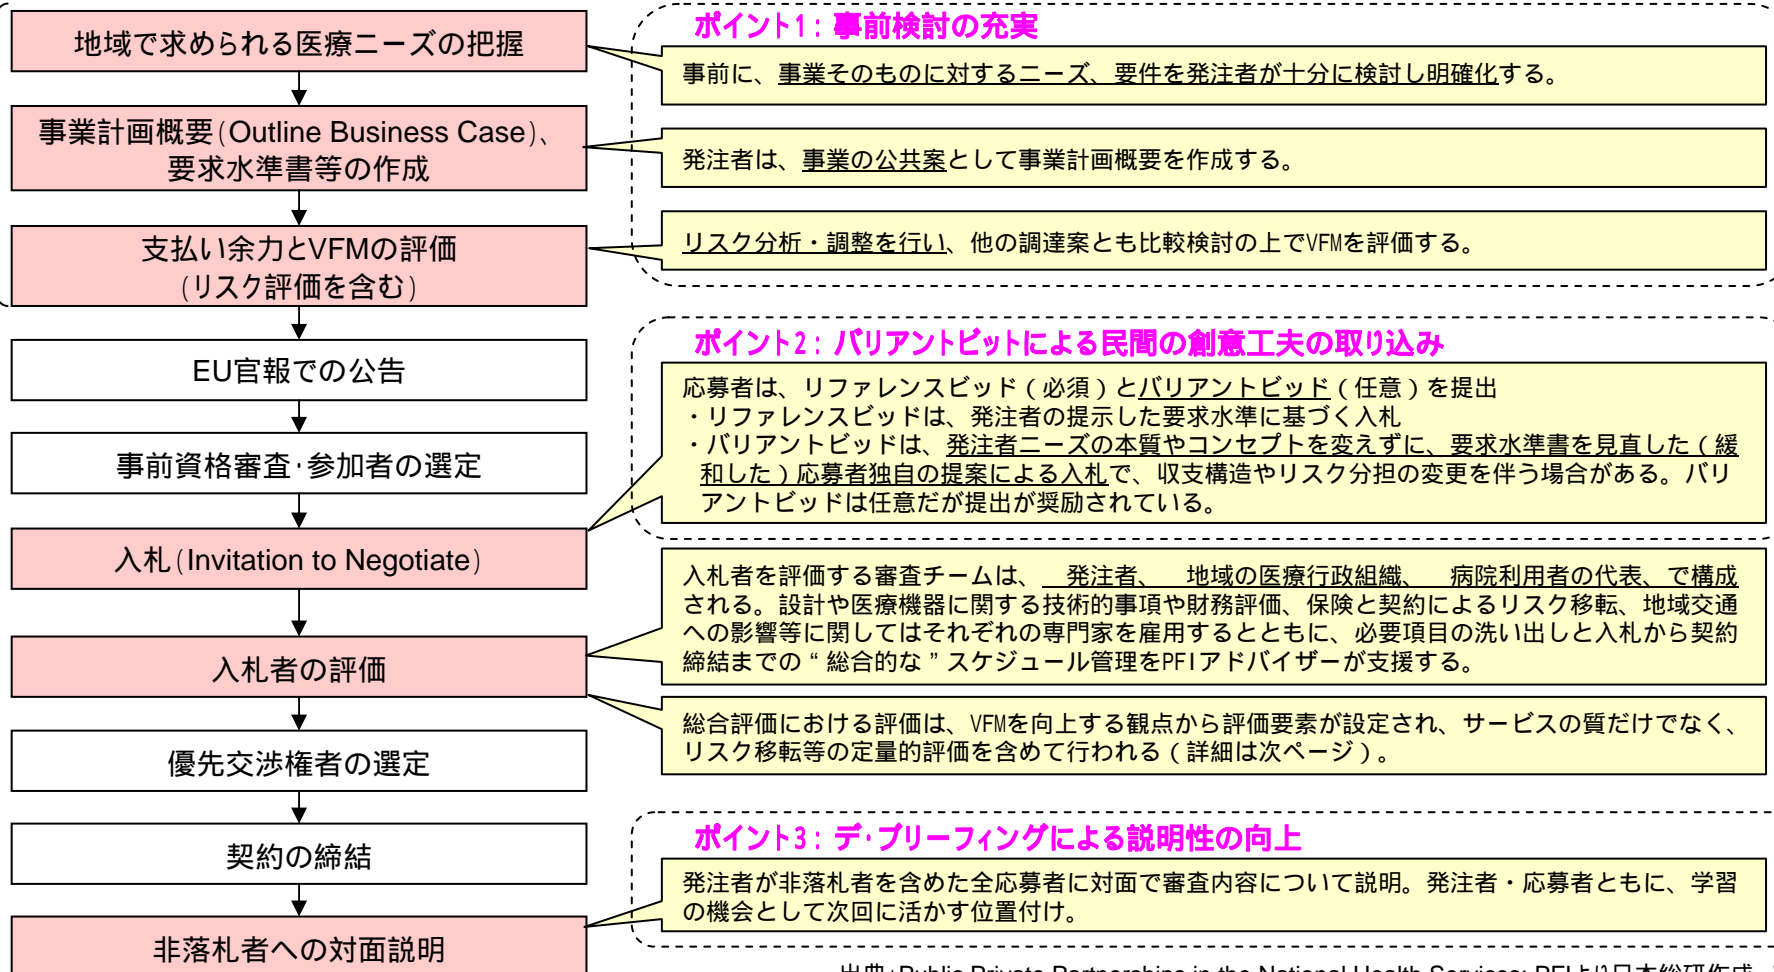 地域で求められる医療ニーズの把握
事業計画概要(Outline Business Case)、
要求水準書等の作成
支払い余力とVFMの評価
(リスク評価を含む)
EU官報での公告
事前資格審査・参加者の選定
入札(Invitation to Negotiate)
入札者の評価
優先交渉権者の選定
契約の締結
非落札者への対面説明
ポイント1：事前検討の充実
事前に、事業そのものに対するニーズ、要件を発注者が十分に検討し明確化する。
発注者は、事業の公共案として事業計画概要を作成する。
リスク分析・調整を行い、他の調達案とも比較検討の上でVFMを評価する。
ポイント2：バリアントビットによる民間の創意工夫の取り込み
応募者は、リファレンスビッド（必須）とバリアントビッド（任意）を提出
・リファレンスビッドは、発注者の提示した要求水準に基づく入札
・バリアントビッドは、発注者ニーズの本質やコンセプトを変えずに、要求水準書を見直した（緩
和した）応募者独自の提案による入札で、収支構造やリスク分担の変更を伴う場合がある。バリ
アントビッドは任意だが提出が奨励されている。
入札者を評価する審査チームは、　発注者、　地域の医療行政組織、　病院利用者の代表、で構成
される。設計や医療機器に関する技術的事項や財務評価、保険と契約によるリスク移転、地域交通
への影響等に関してはそれぞれの専門家を雇用するとともに、必要項目の洗い出しと入札から契約
締結までの“総合的な”スケジュール管理をPFIアドバイザーが支援する。
総合評価における評価は、VFMを向上する観点から評価要素が設定され、サービスの質だけでなく、
リスク移転等の定量的評価を含めて行われる（詳細は次ページ）。
ポイント3：デ・ブリーフィングによる説明性の向上
発注者が非落札者を含めた全応募者に対面で審査内容について説明。発注者・応募者ともに、学習
の機会として次回に活かす位置付け。
出典:Public Private Partnerships in the National Health Services: PFIより日本総研作成